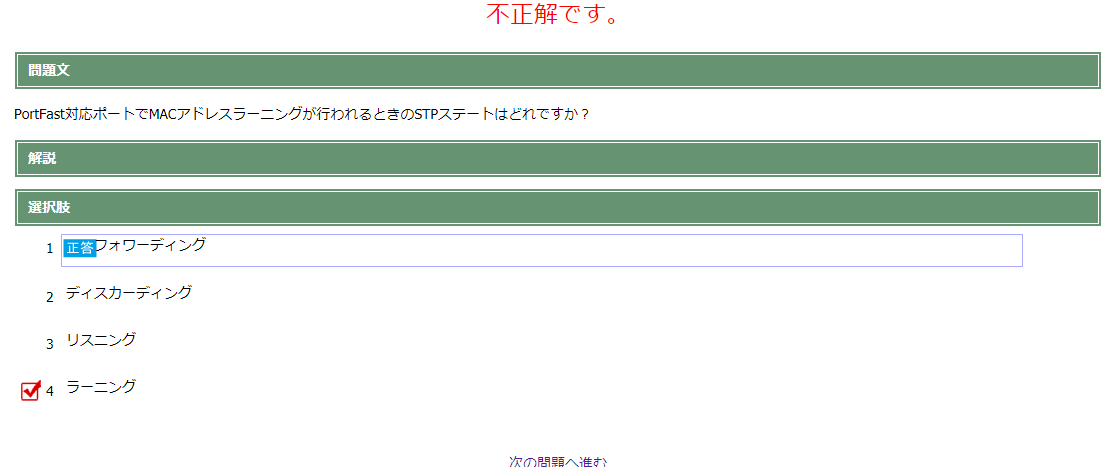 不正解です。
問題文
PortFast対応ポートでMACアドレスラーニングが行われるときのSTPステートはどれですか？
解説
選択肢
1 正答フォワーディング
2 ディスカーディング
3 リスニング
4 ラーニング
次の問題へ進む